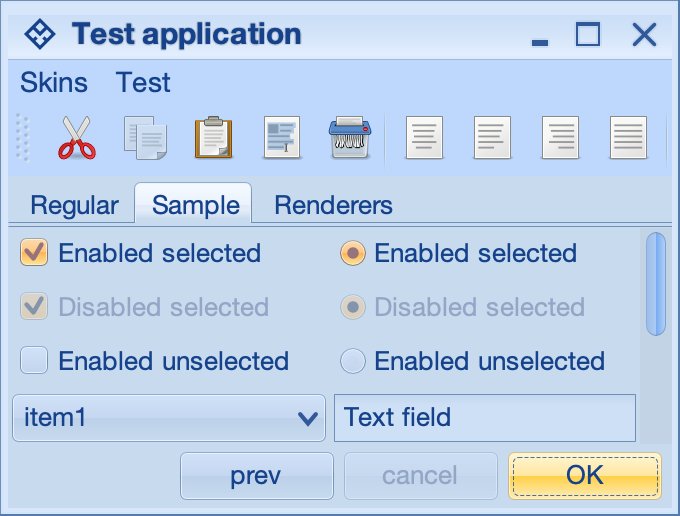 Test application
Skins Test
Regular Sample Renderers
Enabled selected Enabled selected
Disabled selected Disabled selected
Enabled unselected Enabled unselected
item1 Text field
prev cancel OK